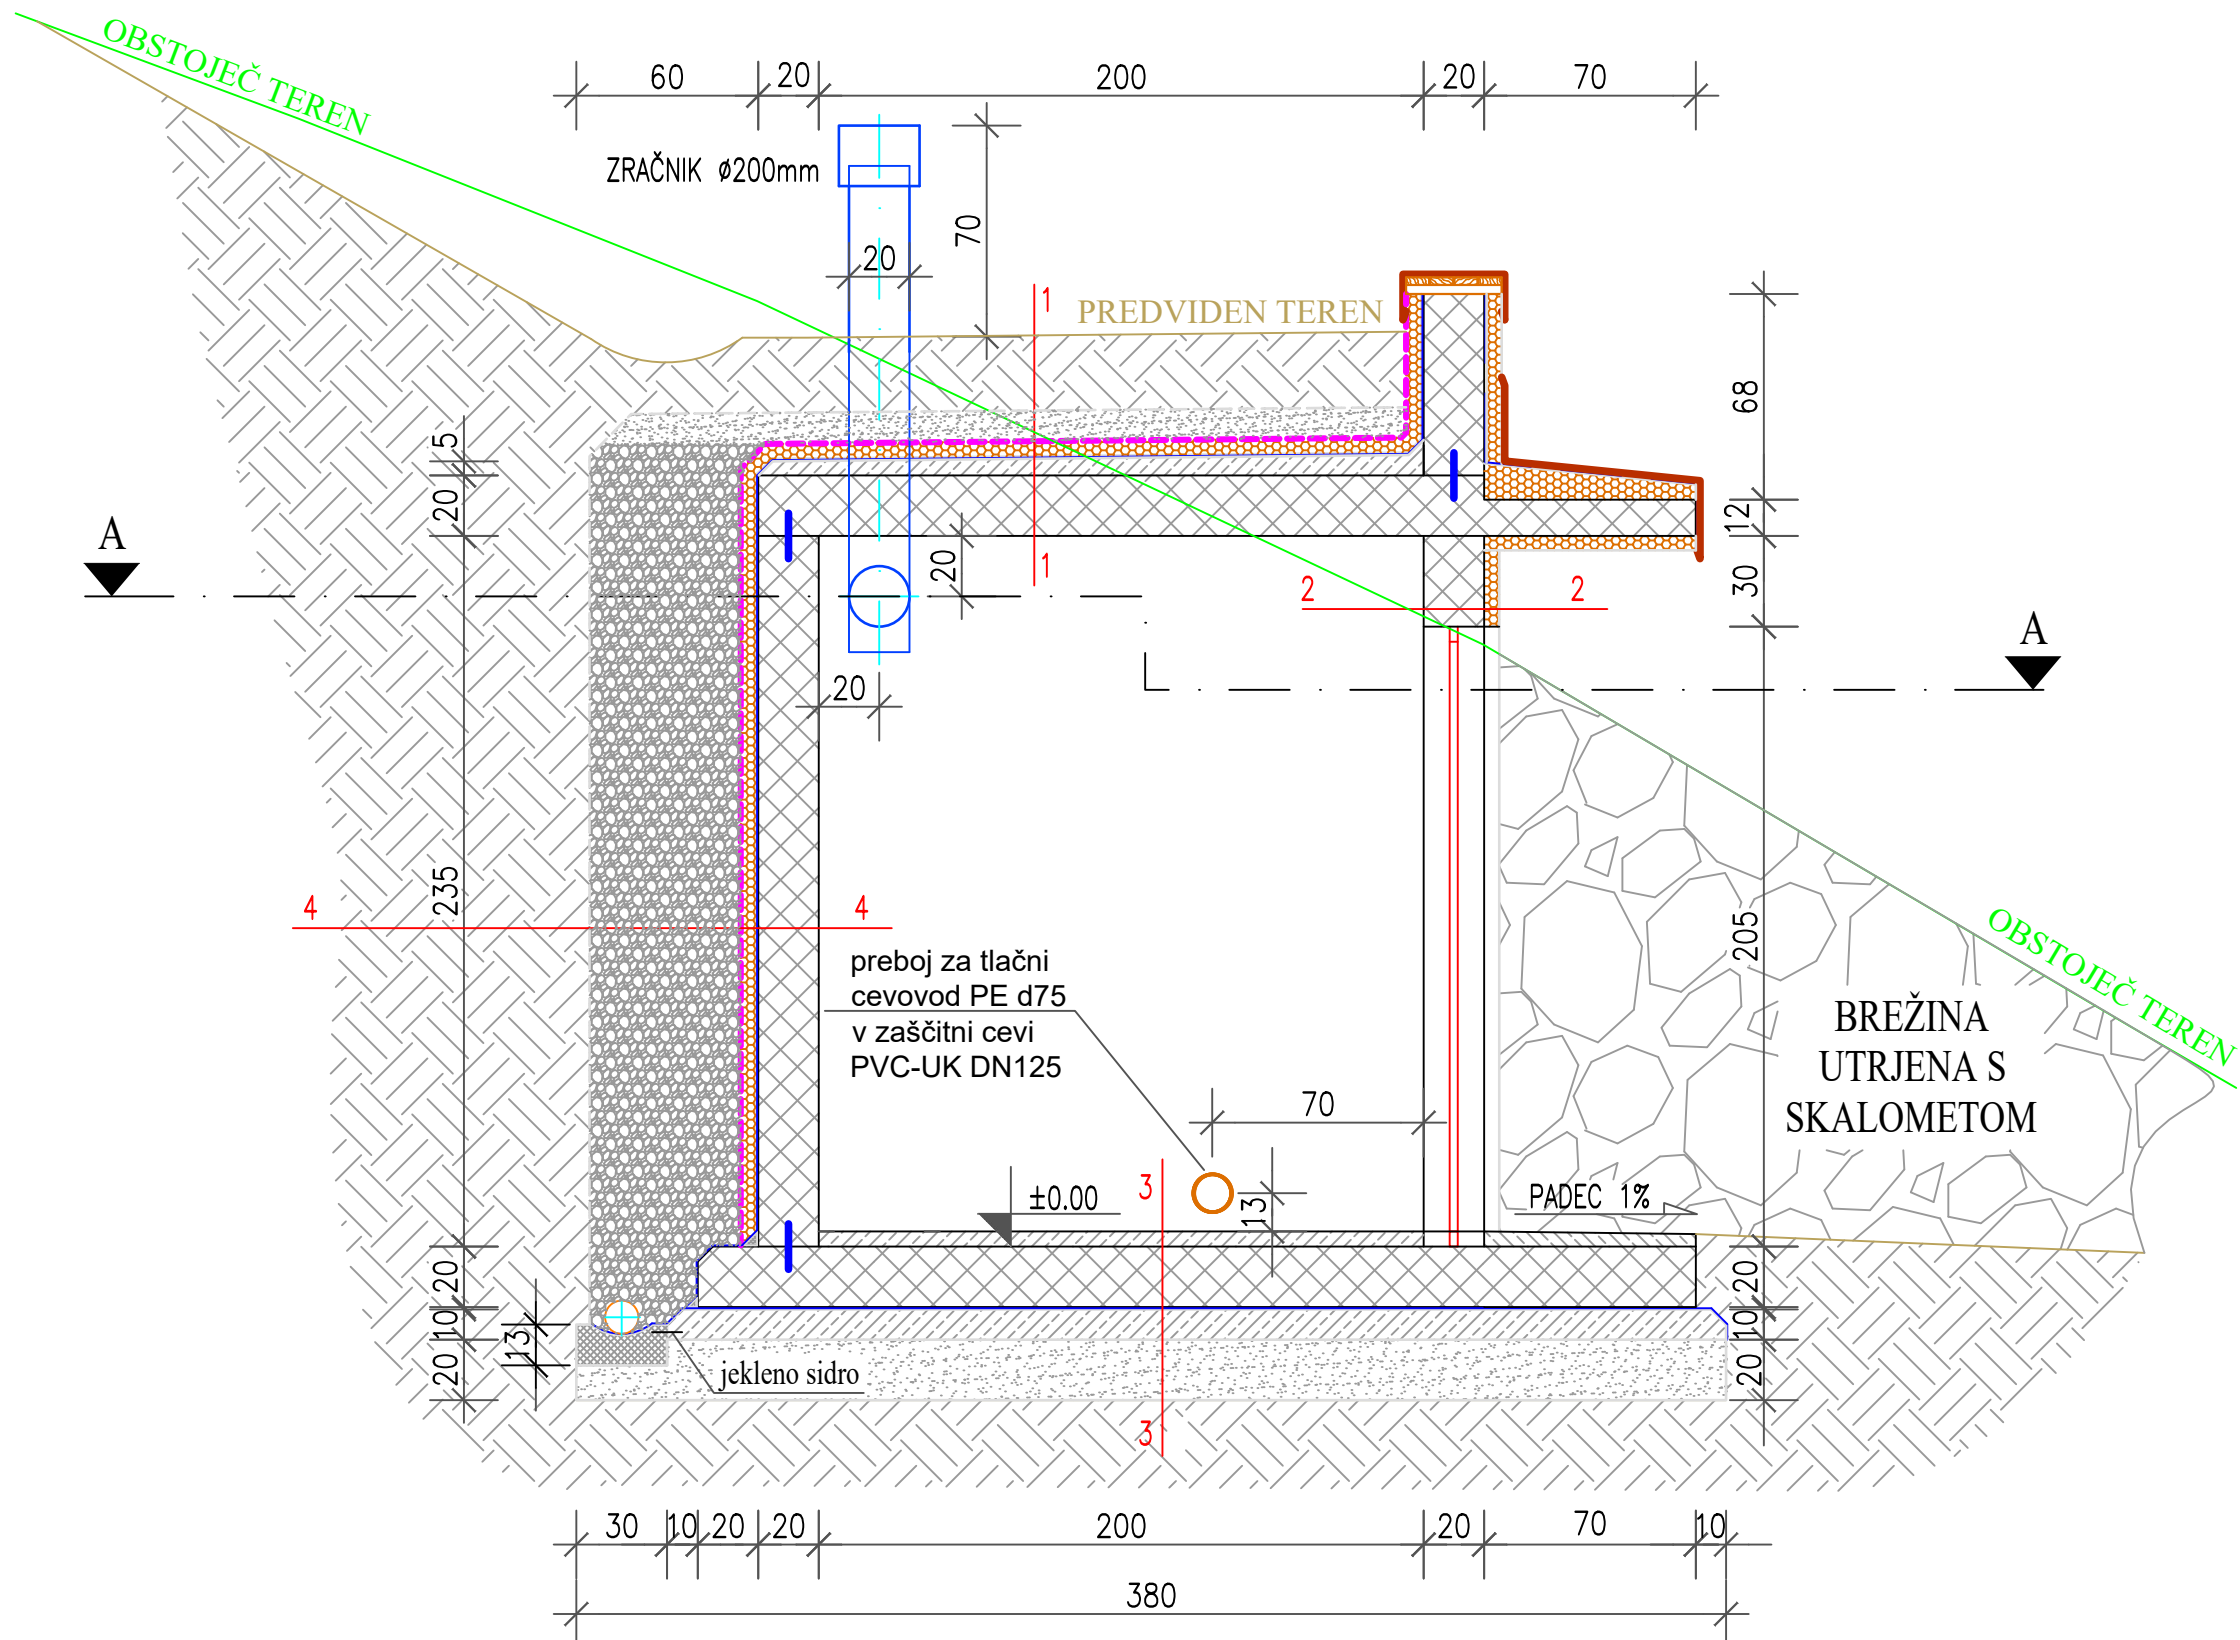 OBSTOJEČ TEREN
60
20
200
20
70
ZRAČNIK ø200mm
70
20
1
PREDVIDEN TEREN
68
5
20
12
A
20
1
2
2
30
A
20
235
4
4
205
OBSTOJEČ TEREN
preboj za tlačni
cevovod PE d75
v zaščitni cevi
PVC-UK DN125
BREŽINA
UTRJENA S
SKALOMETOM
70
3
±0.00
13
PADEC 1%
20
10
13
20
20
10
20
jekleno sidro
3
30
10
20
20
200
20
70
10
380